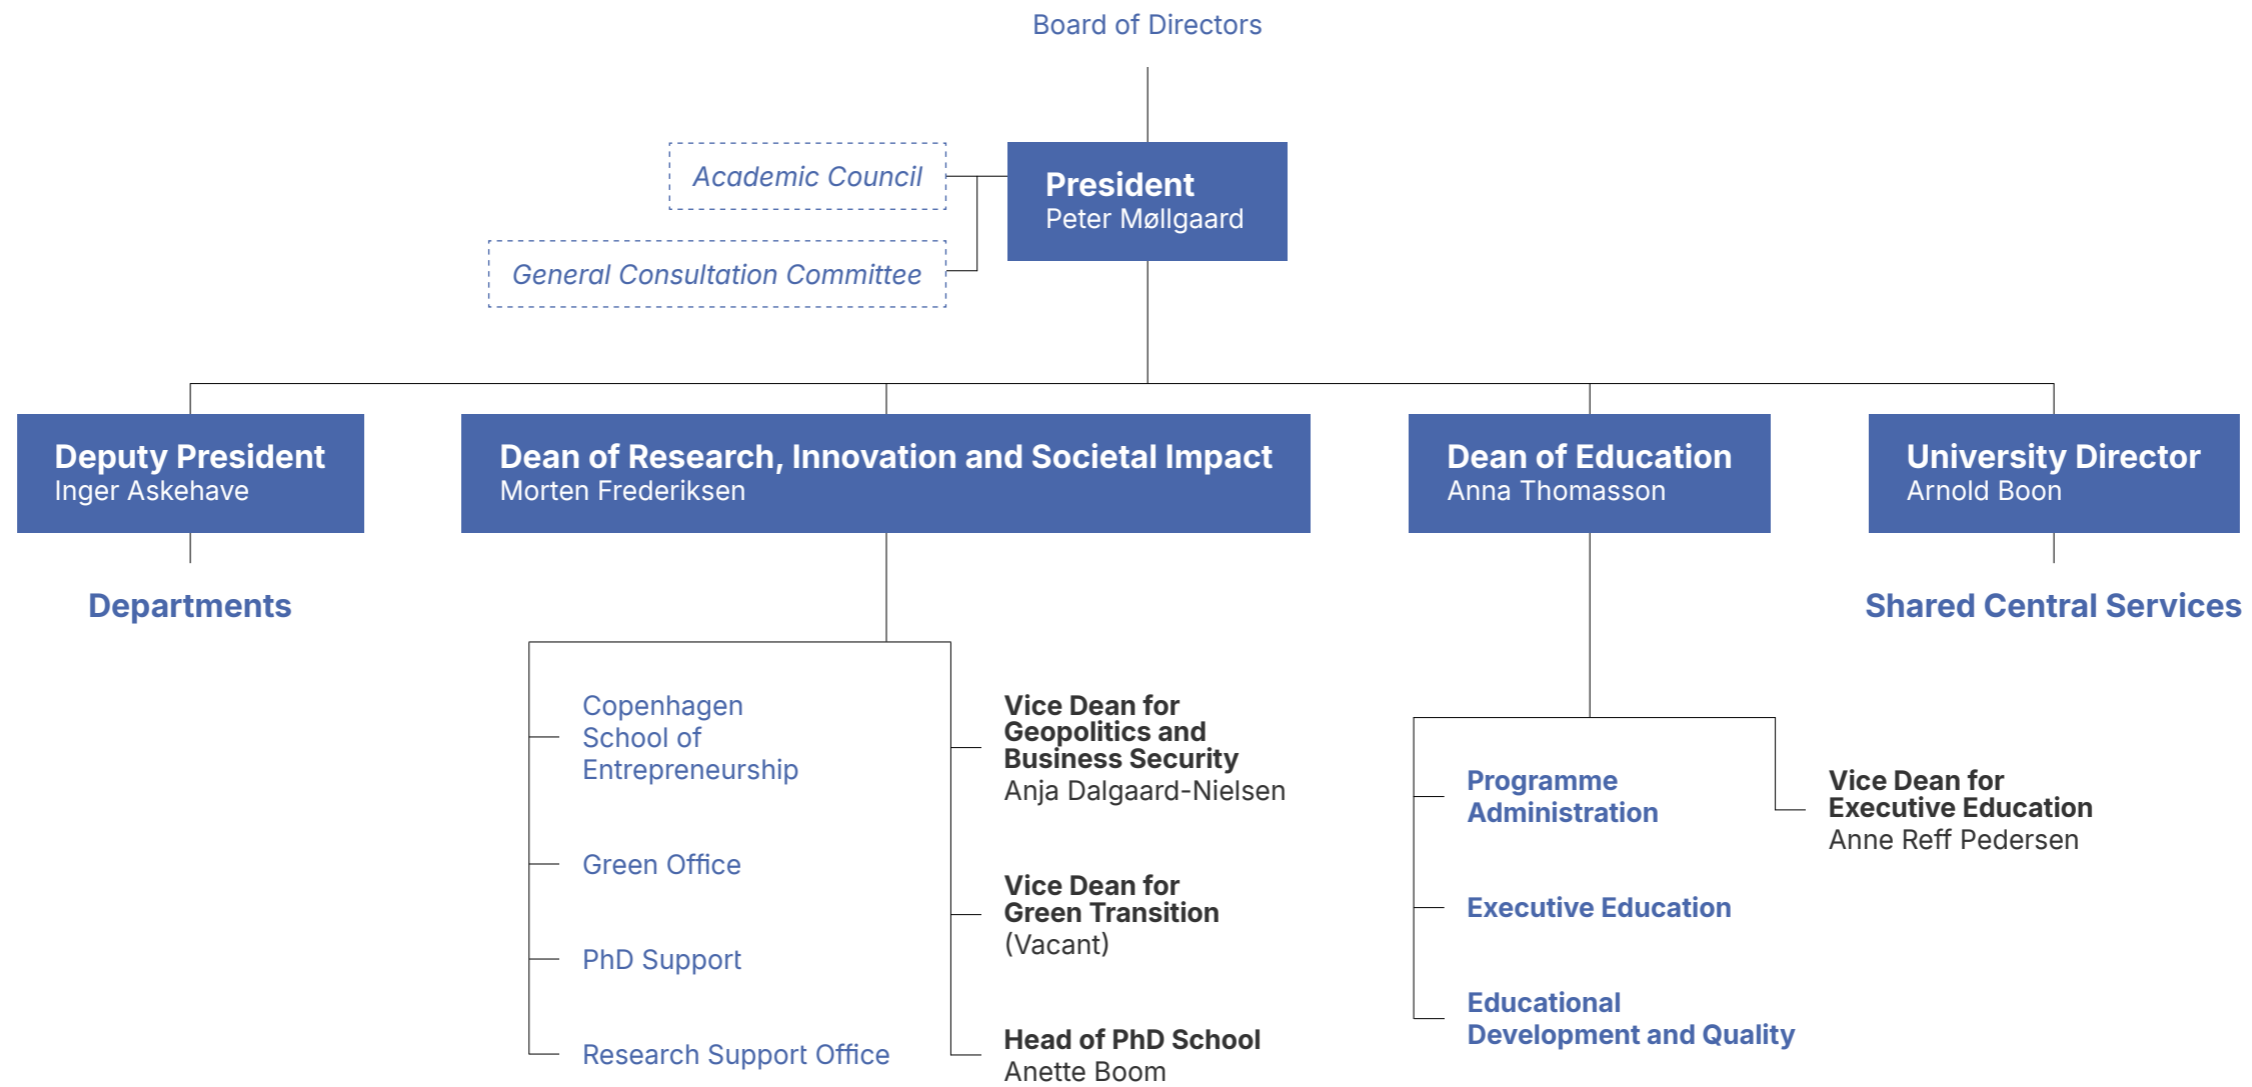 Board of Directors
Academic Council
President
Peter Møllgaard
General Consultation Committee
Deputy President
Inger Askehave
Dean of Research, Innovation and Societal Impact
Morten Frederiksen
Dean of Education
Anna Thomasson
University Director
Arnold Boon
Departments
Shared Central Services
Copenhagen
School of
Entrepreneurship
Green Office
PhD Support
Research Support Office
Vice Dean for
Geopolitics and
Business Security
Anja Dalgaard-Nielsen
Vice Dean for
Green Transition
(Vacant)
Head of PhD School
Anette Boom
Programme
Administration
Executive Education
Educational
Development and Quality
Vice Dean for
Executive Education
Anne Reff Pedersen